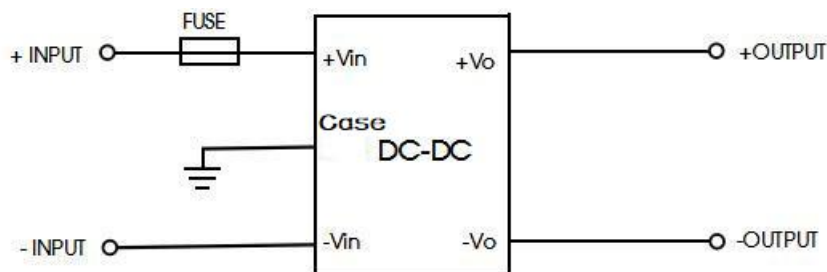 FUSE
+ INPUT
+Vin
+Vo
+OUTPUT
Case
DC-DC
- INPUT
-Vin
-Vo
-OUTPUT